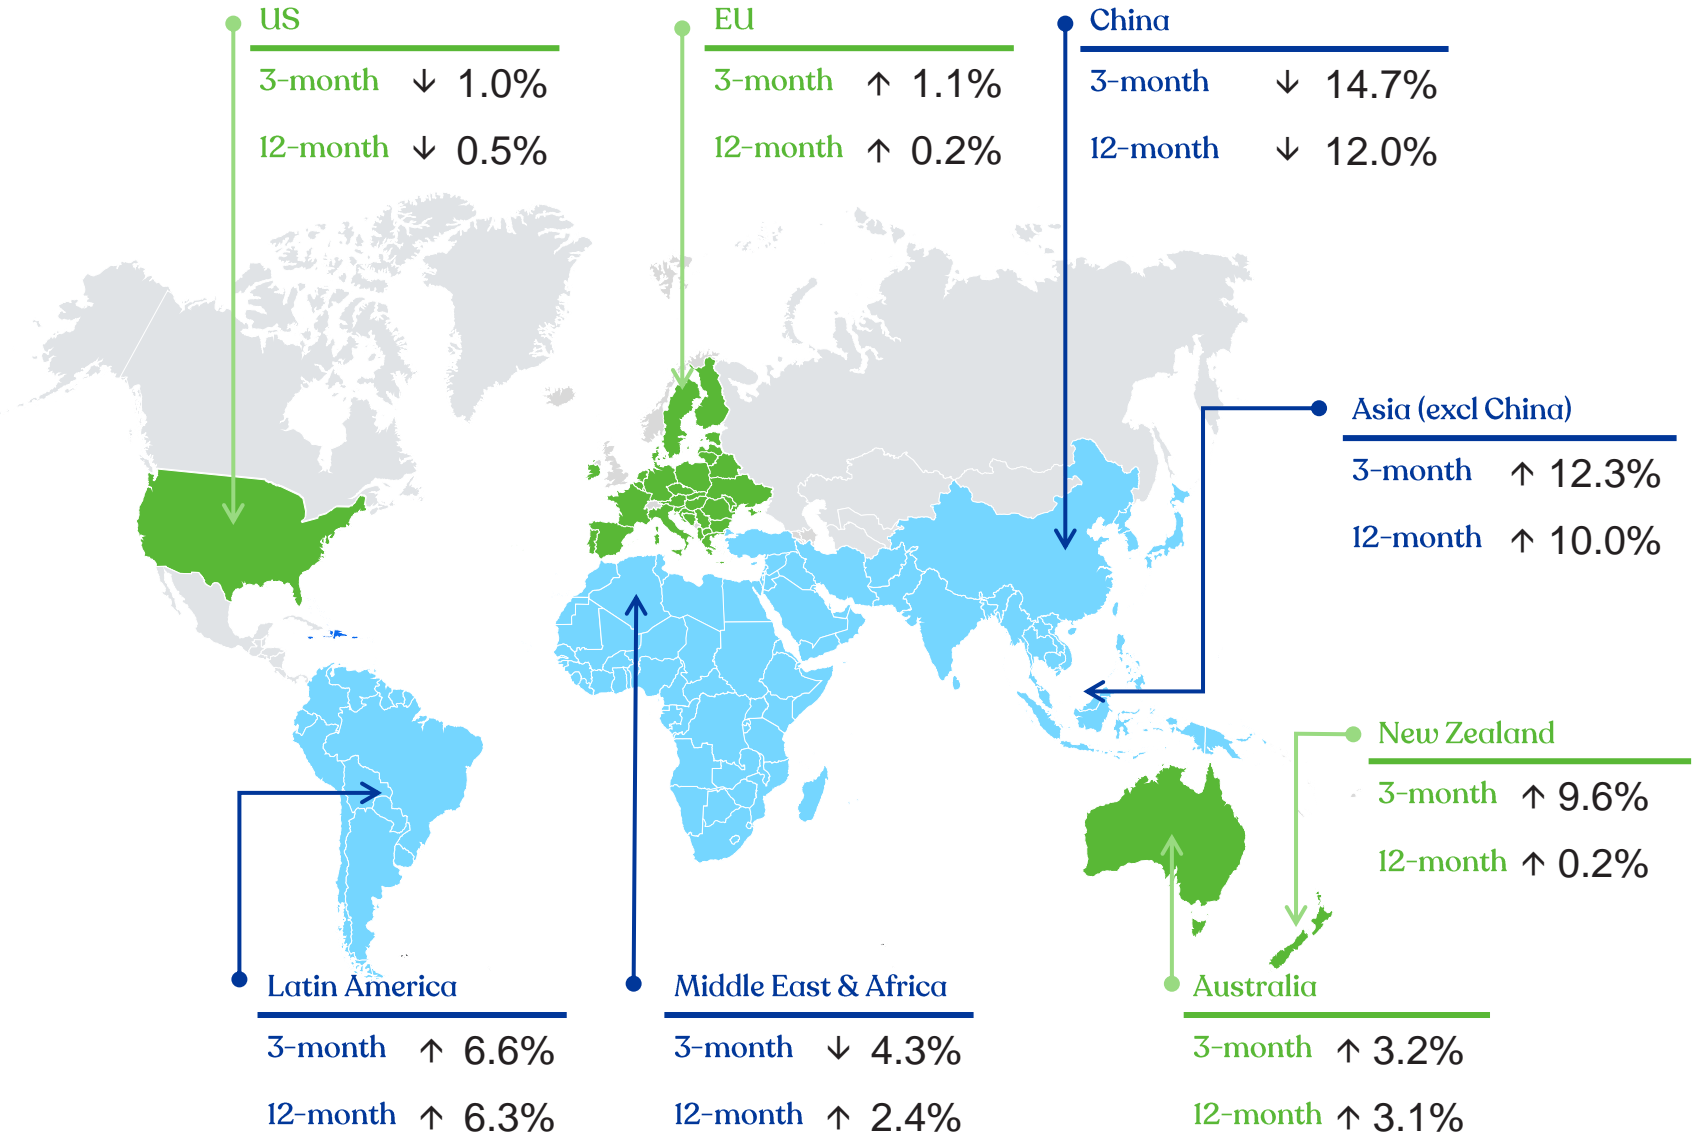 US
3-month ↓ 1.0%
12-month ↓ 0.5%
EU
3-month ↑ 1.1%
12-month ↑ 0.2%
China
3-month ↓ 14.7%
12-month ↓ 12.0%
Asia (excl China)
3-month ↑ 12.3%
12-month ↑ 10.0%
New Zealand
3-month ↑ 9.6%
12-month ↑ 0.2%
Latin America
3-month ↑ 6.6%
12-month ↑ 6.3%
Middle East & Africa
3-month ↓ 4.3%
12-month ↑ 2.4%
Australia
3-month ↑ 3.2%
12-month ↑ 3.1%